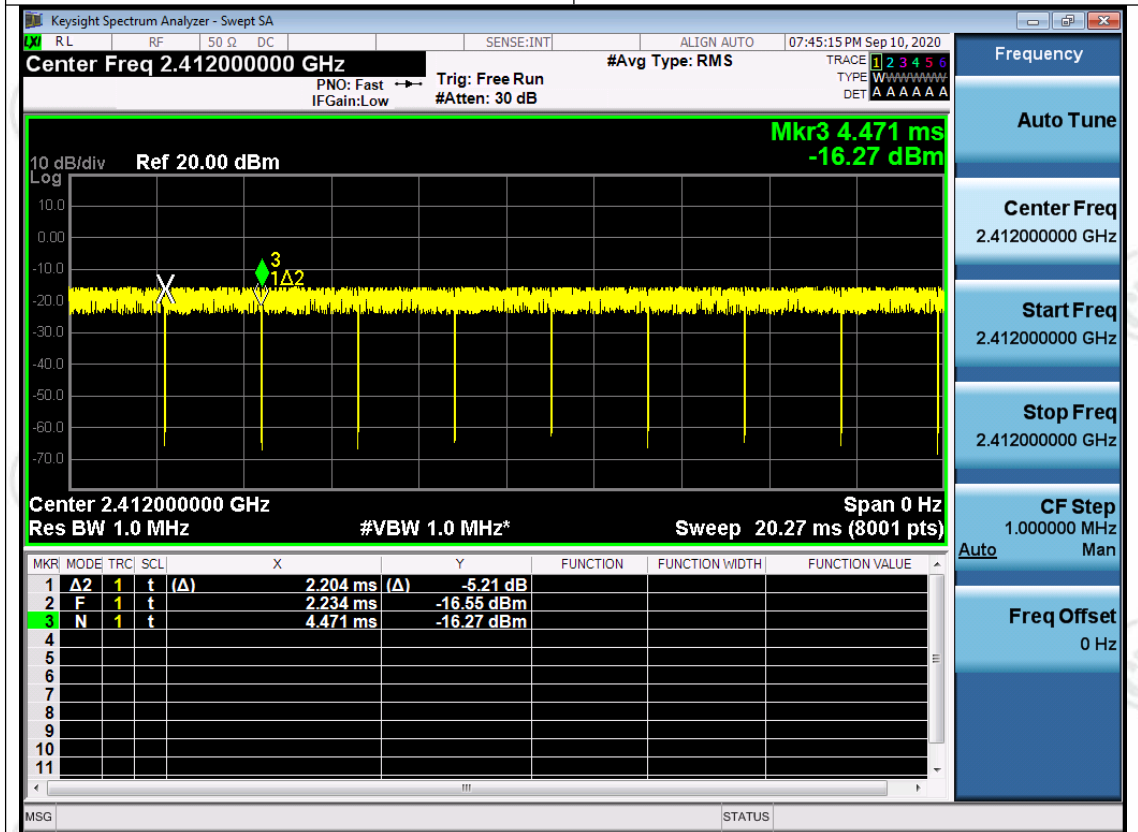 Keysight Spectrum Analyzer - Swept SA
LXI RL RF 50 Ω DC SENSE:INT ALIGN AUTO 07:45:15 PM Sep 10, 2020
Center Freq 2.412000000 GHz #Avg Type: RMS TRACE 1 2 3 4 5 6
PNO: Fast Trig: Free Run TYPE WWWWWW
IFGain:Low #Atten: 30 dB DET A A A A A A
Mkr3 4.471 ms
-16.27 dBm
10 dB/div Ref 20.00 dBm
Log
10.0
0.00
-10.0
-20.0
-30.0
-40.0
-50.0
-60.0
-70.0
X
3
1Δ2
Center 2.412000000 GHz Span 0 Hz
Res BW 1.0 MHz #VBW 1.0 MHz* Sweep 20.27 ms (8001 pts)
MKR MODE TRC SCL X Y FUNCTION FUNCTION WIDTH FUNCTION VALUE
1 Δ2 1 t (Δ) 2.204 ms (Δ) -5.21 dB
2 F 1 t 2.234 ms -16.55 dBm
3 N 1 t 4.471 ms -16.27 dBm
4
5
6
7
8
9
10
11
MSG STATUS
Frequency
Auto Tune
Center Freq
2.412000000 GHz
Start Freq
2.412000000 GHz
Stop Freq
2.412000000 GHz
CF Step
1.000000 MHz
Auto Man
Freq Offset
0 Hz